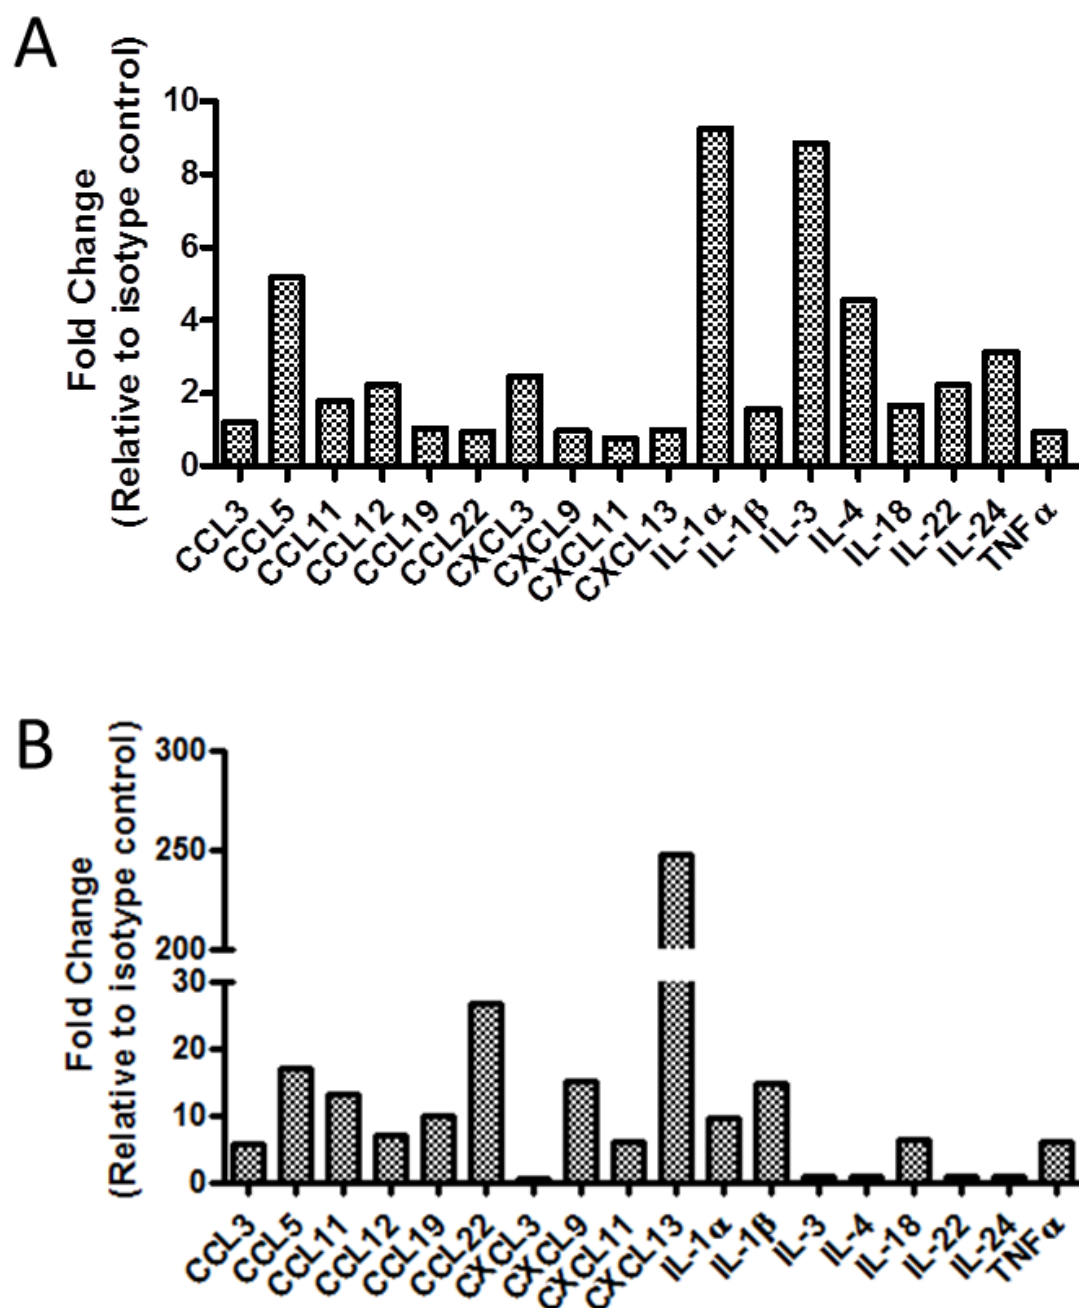 A
Fold Change
(Relative to isotype control)
10
8
6
4
2
0
CCL3
CCL5
CCL11
CCL12
CCL19
CCL22
CXCL3
CXCL9
CXCL11
CXCL13
IL-1α
IL-1β
IL-3
IL-4
IL-18
IL-22
IL-24
TNFα
B
Fold Change
(Relative to isotype control)
300
250
200
30
20
10
0
CCL3
CCL5
CCL11
CCL12
CCL19
CCL22
CXCL3
CXCL9
CXCL11
CXCL13
IL-1α
IL-1β
IL-3
IL-4
IL-18
IL-22
IL-24
TNFα